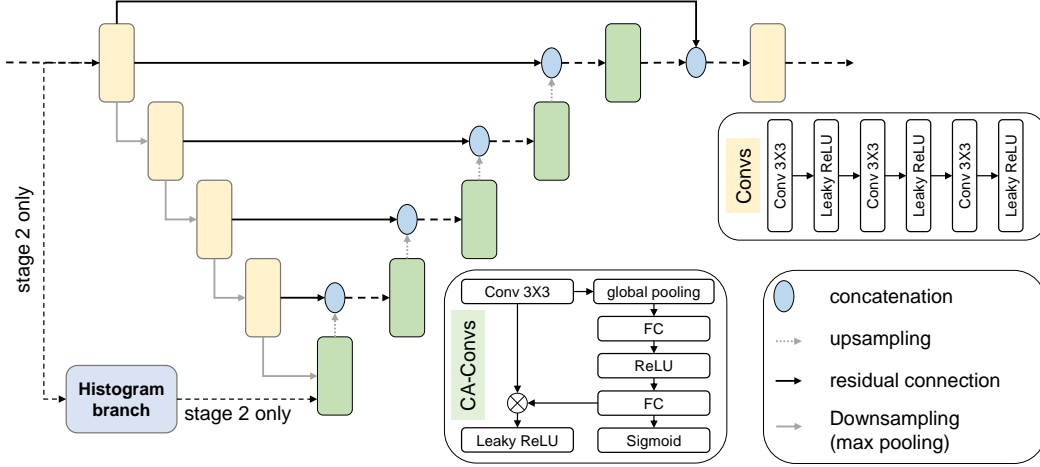 stage 2 only
Histogram
branch
stage 2 only
Convs
Conv 3X3
Leaky ReLU
Conv 3X3
Leaky ReLU
Conv 3X3
Leaky ReLU
CA-Convs
Conv 3X3
global pooling
FC
ReLU
FC
Leaky ReLU
Sigmoid
concatenation
upsampling
residual connection
Downsampling
(max pooling)